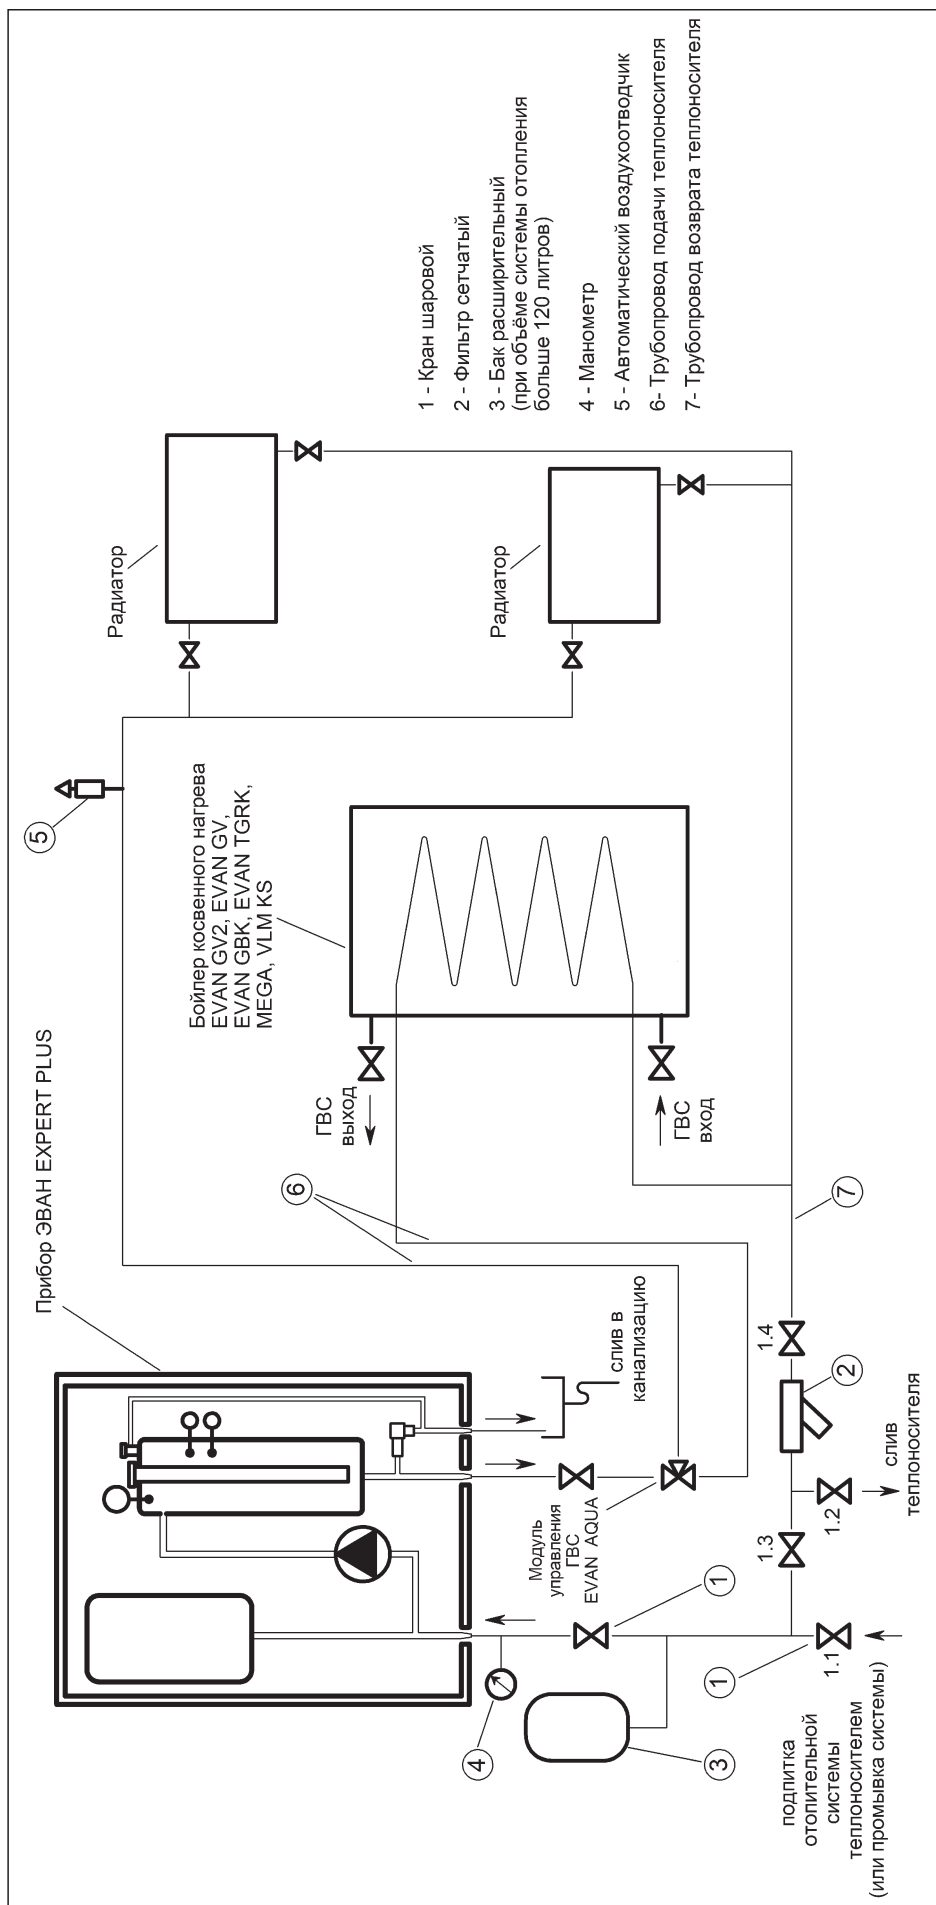 Прибор ЭВАН EXPERT PLUS
5
Бойлер косвенного нагрева
EVAN GV2, EVAN GV,
EVAN GBK, EVAN TGRK,
MEGA, VLM KS
Радиатор
Радиатор
ГВС
выход
ГВС
вход
6
слив в
канализацию
Модуль
управления
ГВС
EVAN AQUA
4
3
1
1
1.1
1.3
1.2
1.4
2
7
слив
теплоносителя
подпитка
отопительной
системы
теплоносителем
(или промывка системы)
1 - Кран шаровой
2 - Фильтр сетчатый
3 - Бак расширительный
(при объёме системы отопления
больше 120 литров)
4 - Манометр
5 - Автоматический воздухоотводчик
6- Трубопровод подачи теплоносителя
7- Трубопровод возврата теплоносителя